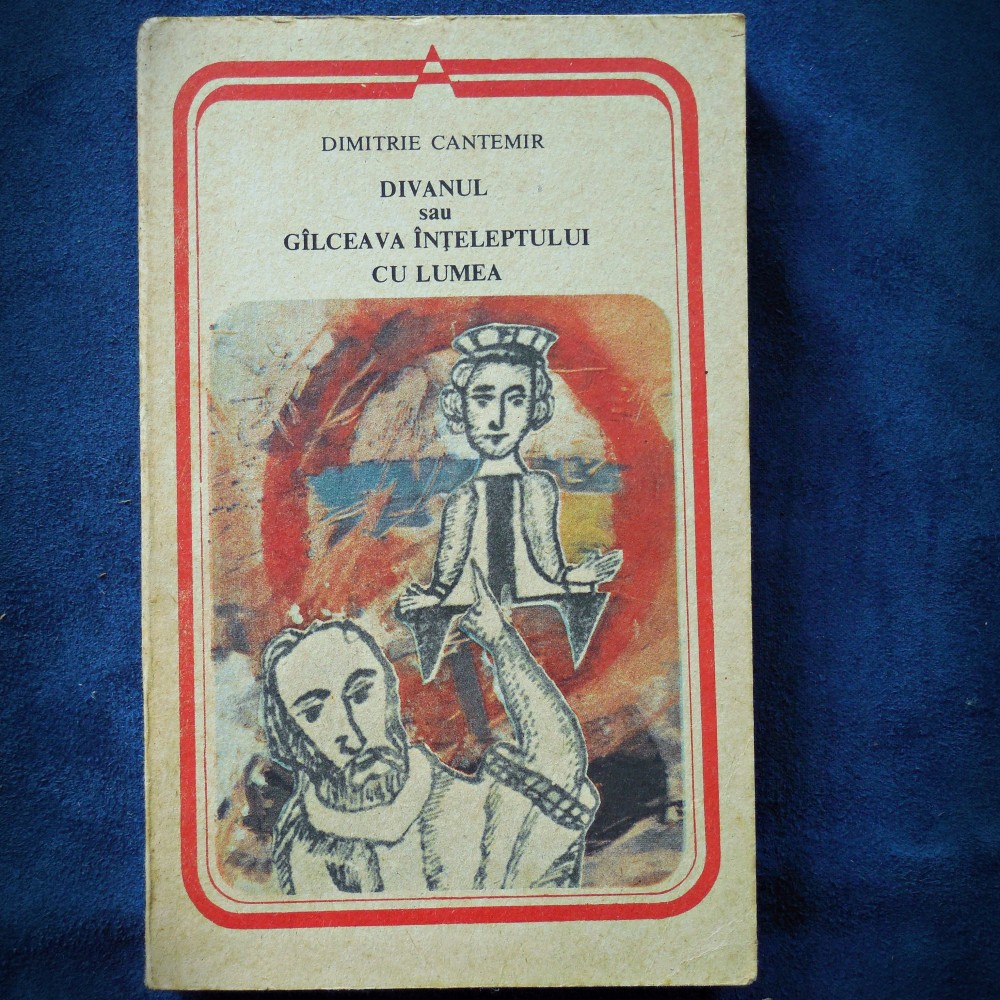 A
DIMITRIE CANTEMIR
DIVANUL
sau
GÎLCEAVA ÎNȚELEPTULUI
CU LUMEA